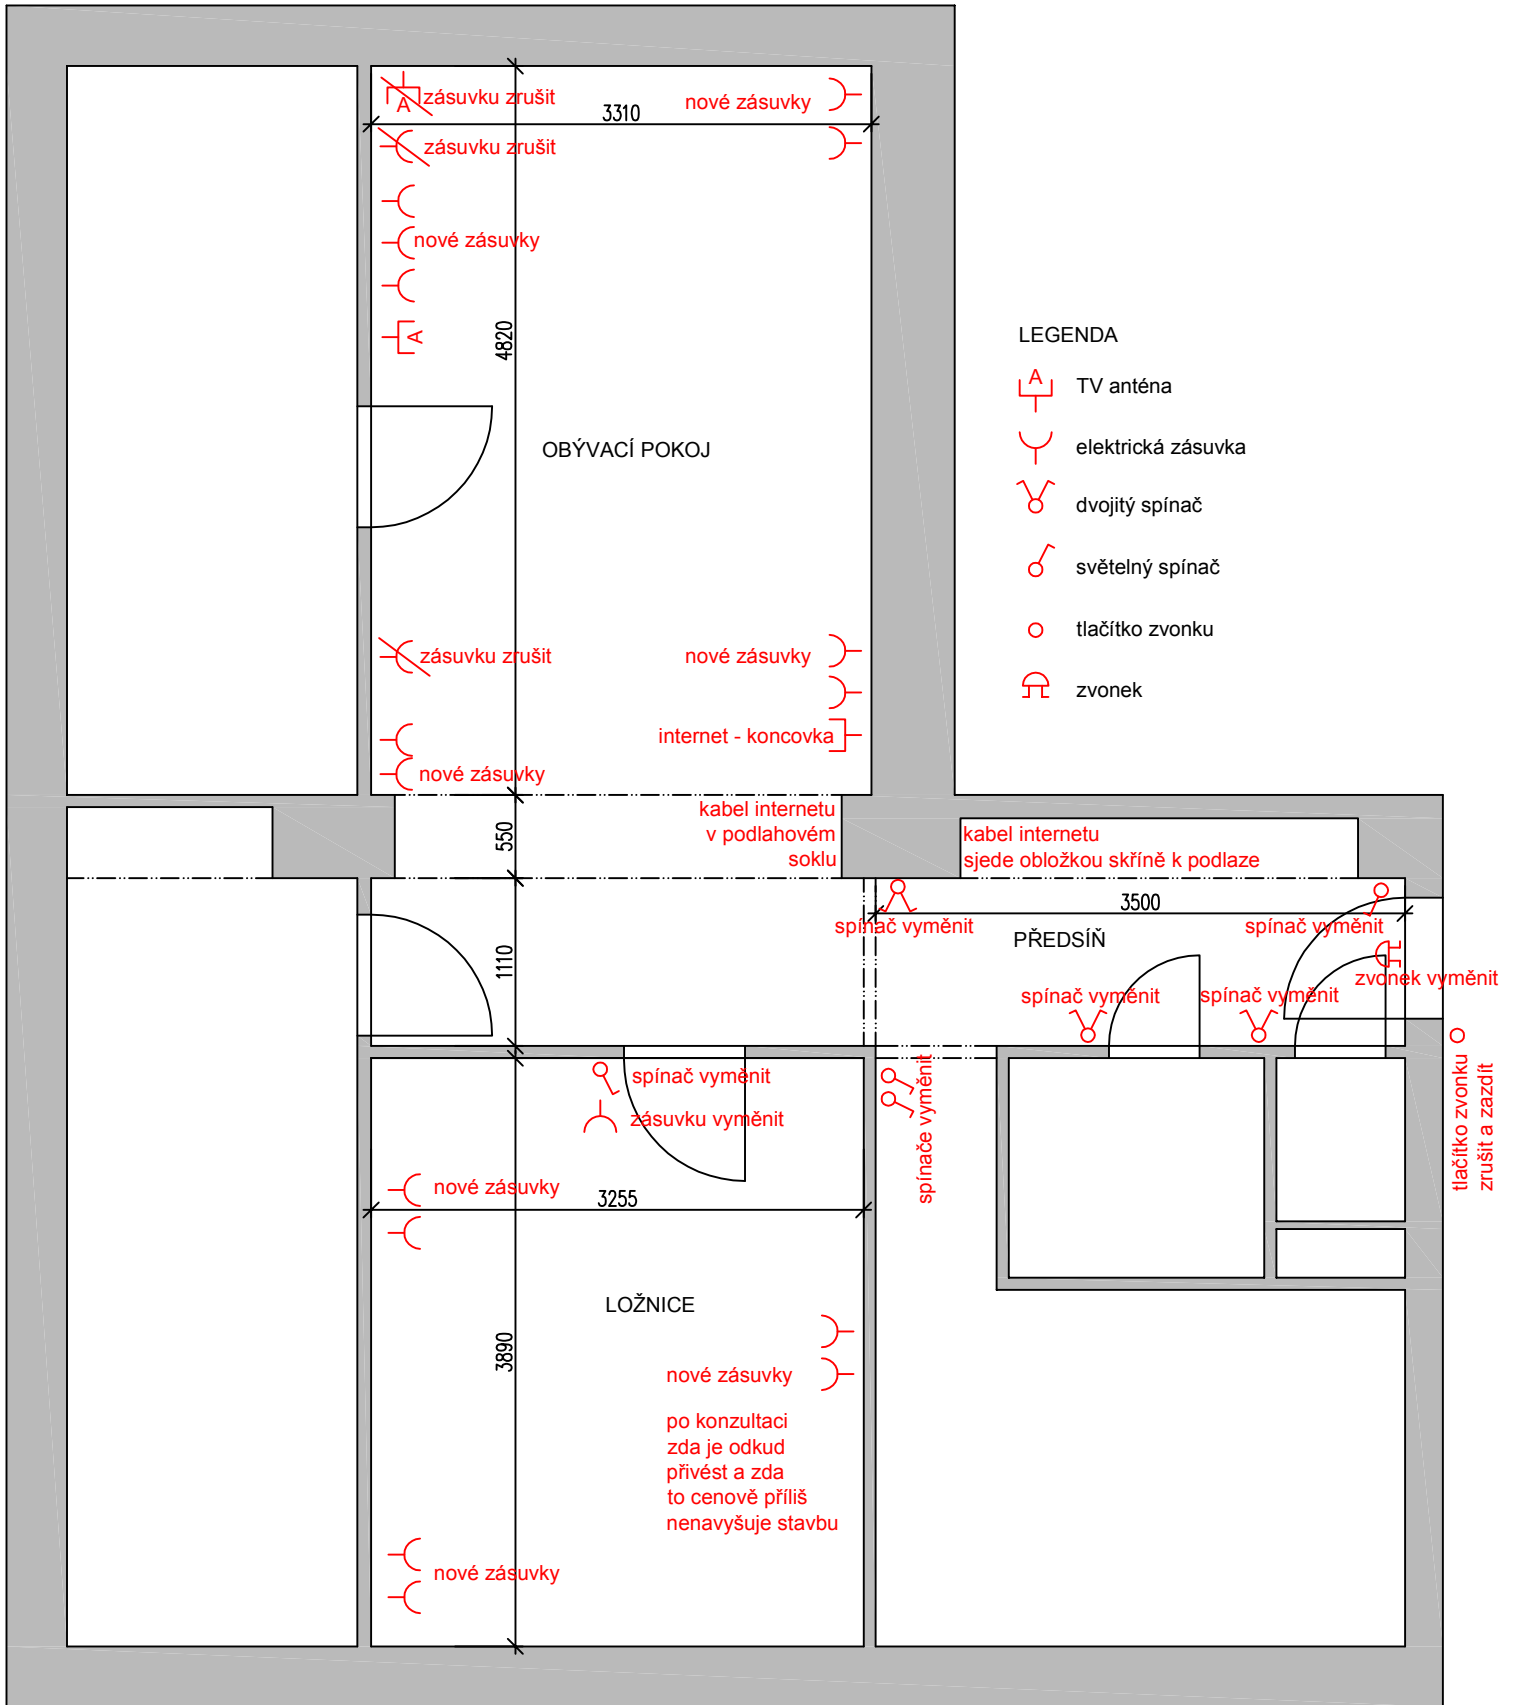 A
zásuvku zrušit
nové zásuvky
3310
zásuvku zrušit
nové zásuvky
A
4820
LEGENDA
A
TV anténa
elektrická zásuvka
dvojitý spínač
světelný spínač
tlačítko zvonku
zvonek
OBÝVACÍ POKOJ
zásuvku zrušit
nové zásuvky
internet - koncovka
nové zásuvky
kabel internetu
v podlahovém
soklu
550
kabel internetu
sjede obložkou skříně k podlaze
3500
spínač vyměnit
PŘEDSÍŇ
spínač vyměnit
1110
zvonek vyměnit
spínač vyměnit
spínač vyměnit
spínač vyměnit
zásuvku vyměnit
spínače vyměnit
tlačítko zvonku
zrušit a zazdít
nové zásuvky
3255
LOŽNICE
3890
nové zásuvky
po konzultaci
zda je odkud
přivést a zda
to cenově příliš
nenavyšuje stavbu
nové zásuvky